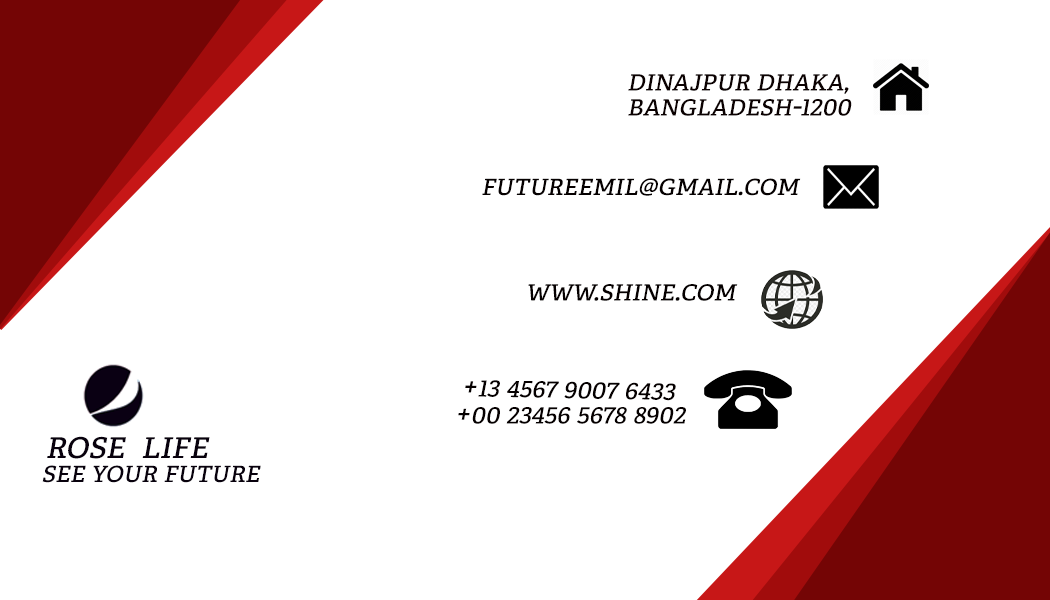 DINAJPUR DHAKA,
BANGLADESH-1200
FUTUREEMIL@GMAIL.COM
WWW.SHINE.COM
+13 4567 9007 6433
+00 23456 5678 8902
ROSE LIFE
SEE YOUR FUTURE